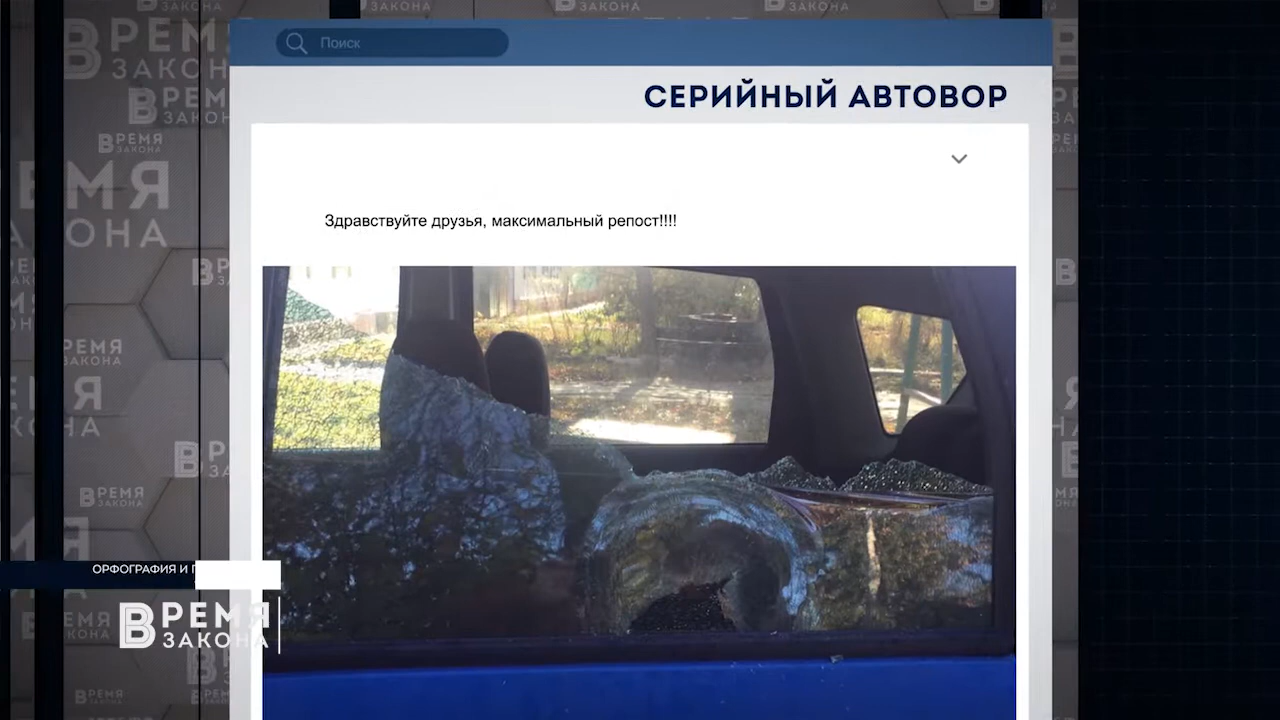 Поиск
СЕРИЙНЫЙ АВТОВОР
Здравствуйте друзья, максимальный репост!!!!
ОРФОГРАФИЯ И
ВРЕМЯ
ЗАКОНА